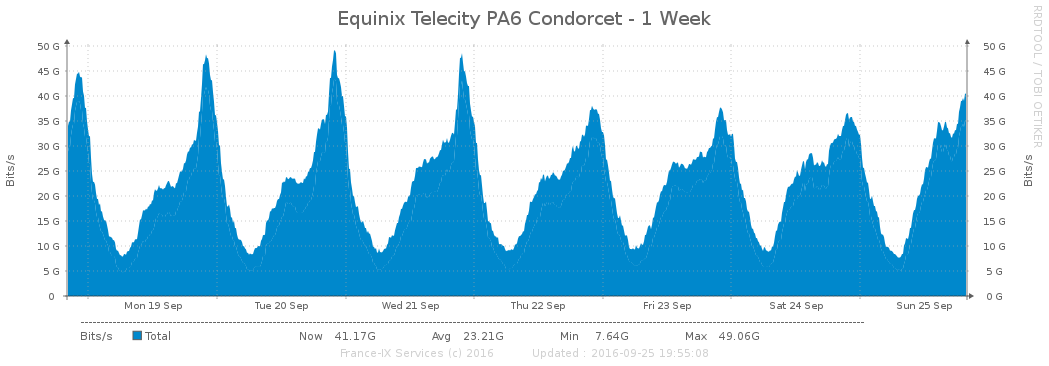 Equinix Telecity PA6 Condorcet - 1 Week
RRDTOOL / TOBI OETIKER
Bits/s
50 G
45 G
40 G
35 G
30 G
25 G
20 G
15 G
10 G
5 G
0
50 G
45 G
40 G
35 G
30 G
25 G
20 G
15 G
10 G
5 G
0 G
Bits/s
Mon 19 Sep Tue 20 Sep Wed 21 Sep Thu 22 Sep Fri 23 Sep Sat 24 Sep Sun 25 Sep
Bits/s Total Now 41.17G Avg 23.21G Min 7.64G Max 49.06G
France-IX Services (c) 2016 Updated : 2016-09-25 19:55:08